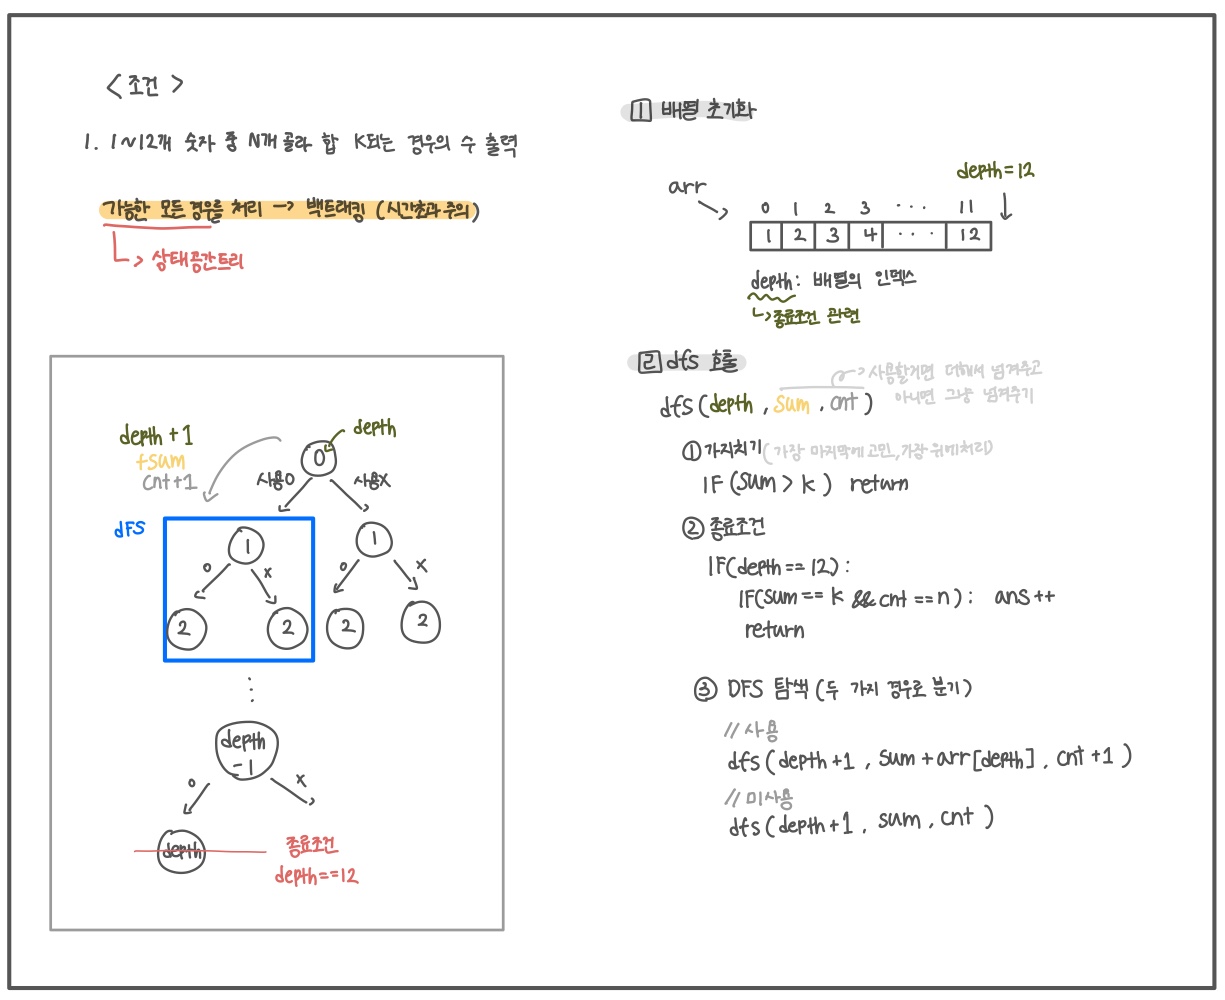 <조건>
1. 1~12개 숫자 중 N개 골라 합 K되는 경우의 수 출력
가능한 모든 경우를 처리 -> 백트래킹 (시간초과 주의)
상태공간트리
depth
depth+1
+sum
cnt+1
0
사용O
사용X
dFS
1
1
O
X
O
X
2
2
2
2
⋮
depth
-1
O
X
depth
종료조건
depth==12
1 배열 초기화
depth=12
arr
0 1 2 3 ··· 11
1 2 3 4 ··· 12
depth: 배열의 인덱스
종료조건 관련
2 dfs 호출
사용할거면 더해서 넘겨주고
아니면 그냥 넘겨주기
dfs(depth, sum, cnt)
① 가지치기 (가장 마지막에 고민, 가장 위에처리)
IF (sum > k) return
② 종료조건
IF(depth == 12):
IF(sum == k && cnt == n): ans++
return
③ DFS 탐색 (두 가지 경우로 분기)
// 사용
dfs(depth+1, sum+arr[depth], cnt+1)
// 미사용
dfs(depth+1, sum, cnt)